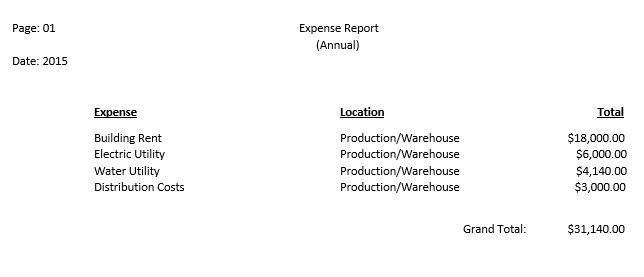 Page: 01 Expense Report
(Annual)
Date: 2015
Expense Location Total
Building Rent Production/Warehouse $18,000.00
Electric Utility Production/Warehouse $6,000.00
Water Utility Production/Warehouse $4,140.00
Distribution Costs Production/Warehouse $3,000.00
Grand Total: $31,140.00